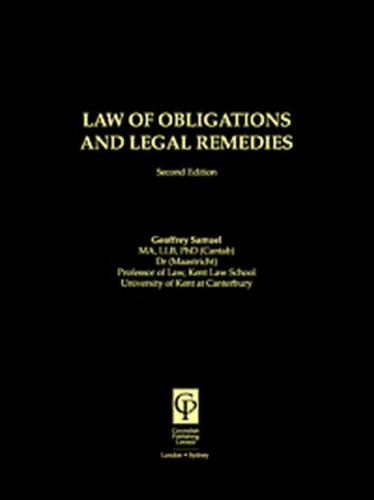 LAW OF OBLIGATIONS
AND LEGAL REMEDIES
Second Edition
Geoffrey Samuel
MA, LLB, PhD (Cantab)
Dr (Maastricht)
Professor of Law, Kent Law School
University of Kent at Canterbury
CP
Cavendish
Publishing
Limited
London • Sydney